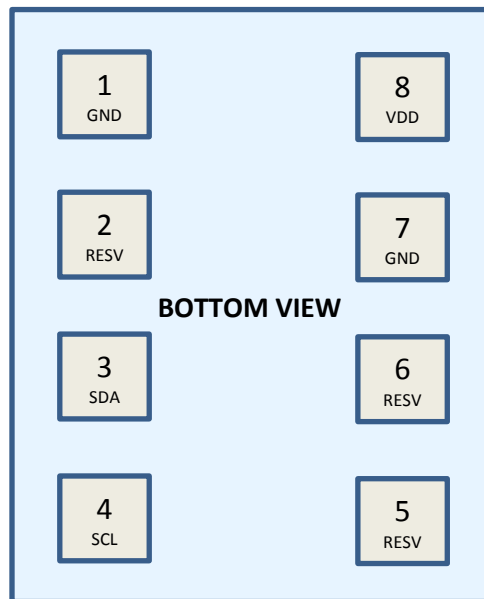 1
GND
8
VDD
2
RESV
7
GND
BOTTOM VIEW
3
SDA
6
RESV
4
SCL
5
RESV